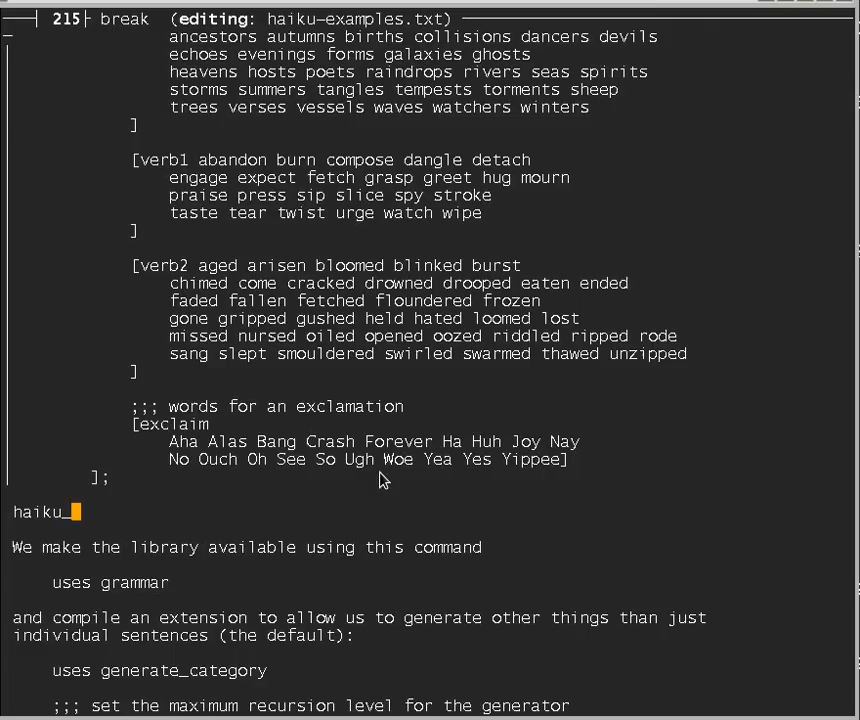 215 break (editing: haiku-examples.txt)
ancestors autumns births collisions dancers devils
echoes evenings forms galaxies ghosts
heavens hosts poets raindrops rivers seas spirits
storms summers tangles tempests torments sheep
trees verses vessels waves watchers winters
]
[verb1 abandon burn compose dangle detach
engage expect fetch grasp greet hug mourn
praise press sip slice spy stroke
taste tear twist urge watch wipe
]
[verb2 aged arisen bloomed blinked burst
chimed come cracked drowned drooped eaten ended
faded fallen fetched floundered frozen
gone gripped gushed held hated loomed lost
missed nursed oiled opened oozed riddled ripped rode
sang slept smouldered swirled swarmed thawed unzipped
]
;;; words for an exclamation
[exclaim
Aha Alas Bang Crash Forever Ha Huh Joy Nay
No Ouch Oh See So Ugh Woe Yea Yes Yippee]
];
haiku_
We make the library available using this command
uses grammar
and compile an extension to allow us to generate other things than just
individual sentences (the default):
uses generate_category
;;; set the maximum recursion level for the generator